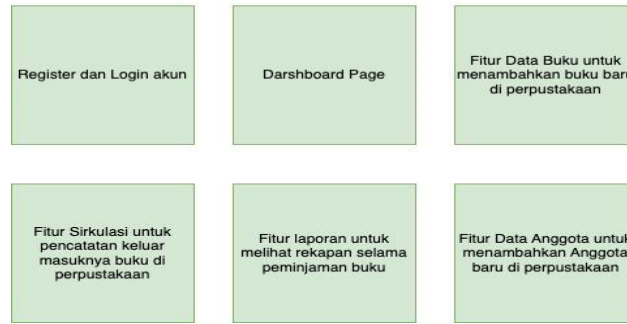 Register dan Login akun
Darshboard Page
Fitur Data Buku untuk
menambahkan buku baru
di perpustakaan
Fitur Sirkulasi untuk
pencatatan keluar
masuknya buku di
perpustakaan
Fitur laporan untuk
melihat rekapan selama
peminjaman buku
Fitur Data Anggota untuk
menambahkan Anggota
baru di perpustakaan